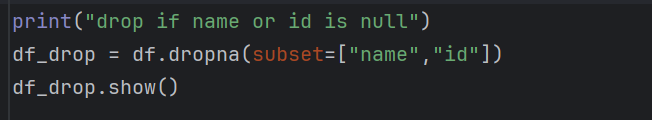 print("drop if name or id is null")
df_drop = df.dropna(subset=["name","id"])
df_drop.show()